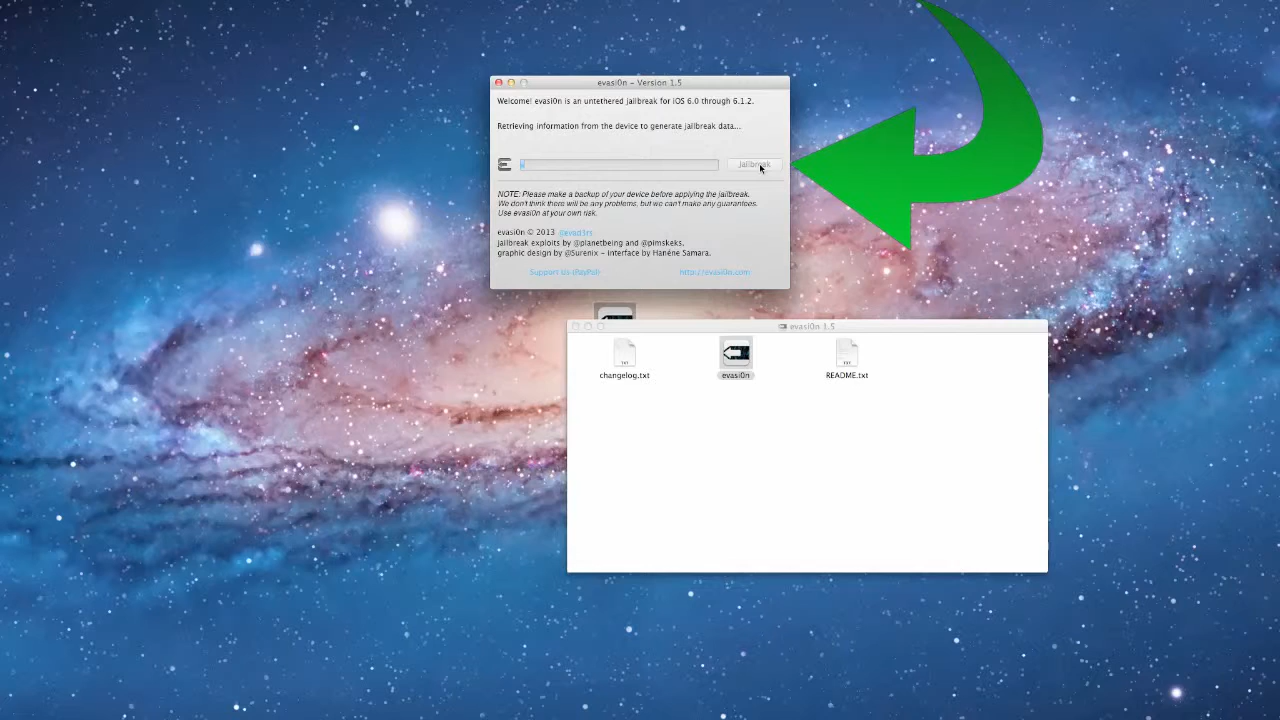 evasi0n – Version 1.5
Welcome! evasi0n is an untethered jailbreak for iOS 6.0 through 6.1.2.
Retrieving information from the device to generate jailbreak data...
Jailbreak
NOTE: Please make a backup of your device before applying the jailbreak.
We don't think there will be any problems, but we can't make any guarantees.
Use evasi0n at your own risk.
evasi0n © 2013 @evad3rs
jailbreak exploits by @planetbeing and @pimskeks,
graphic design by @Surenix – Interface by Hanéne Samara.
Support Us (PayPal)
http://evasi0n.com
evasi0n 1.5
TXT
TXT
changelog.txt
evasi0n
README.txt